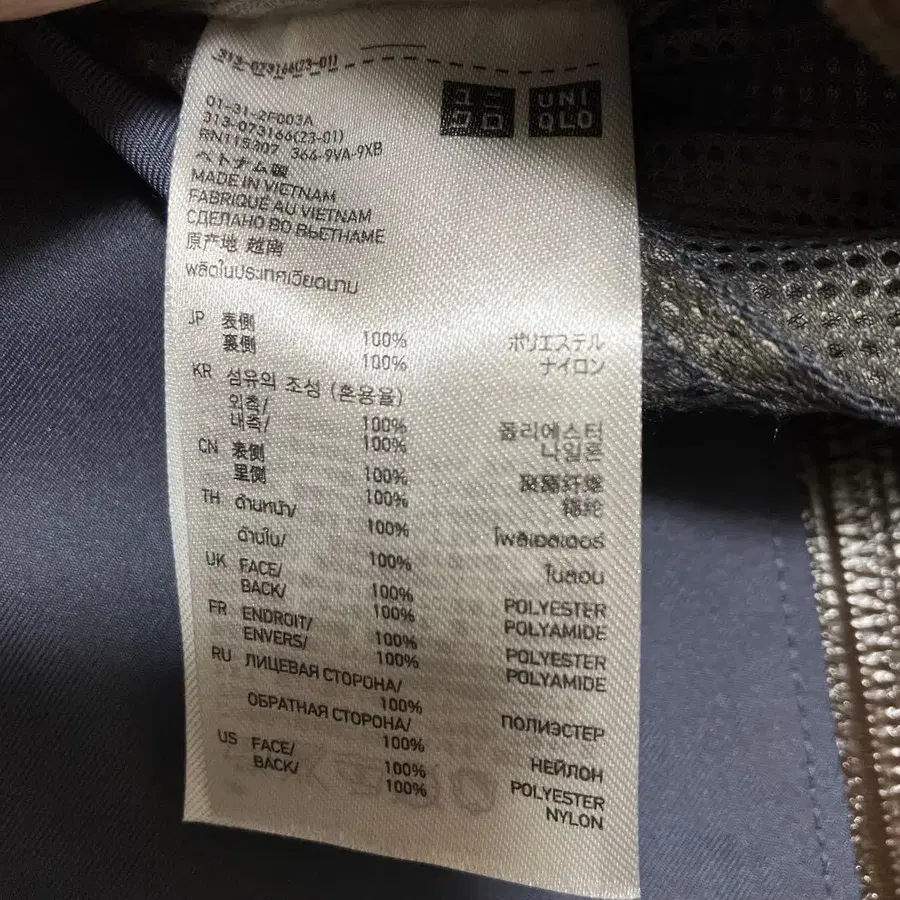 313-073166(23-01)
ユニ
クロ
UNI
QLO
01-31-2F003A
313-073166(23-01)
RN115807 364-9VA-9XB
ベトナム製
MADE IN VIETNAM
FABRIQUÉ AU VIETNAM
СДЕЛАНО ВО ВЬЕТНАМЕ
原产地 越南
ผลิตในประเทศเวียดนาม
JP 表側 100% ポリエステル
裏側 100% ナイロン
KR 섬유의 조성 (혼용율)
외측/ 100% 폴리에스터
내측/ 100% 나일론
CN 表側 100% 聚酯纤维
里侧 100% 锦纶
TH ด้านหน้า/ 100% โพลิเอสเตอร์
ด้านใน/ 100% ไนลอน
UK FACE/ 100% POLYESTER
BACK/ 100% POLYAMIDE
FR ENDROIT/ 100% POLYESTER
ENVERS/ 100% POLYAMIDE
RU ЛИЦЕВАЯ СТОРОНА/
100% ПОЛИЭСТЕР
ОБРАТНАЯ СТОРОНА/
100% НЕЙЛОН
US FACE/ 100% POLYESTER
BACK/ 100% NYLON